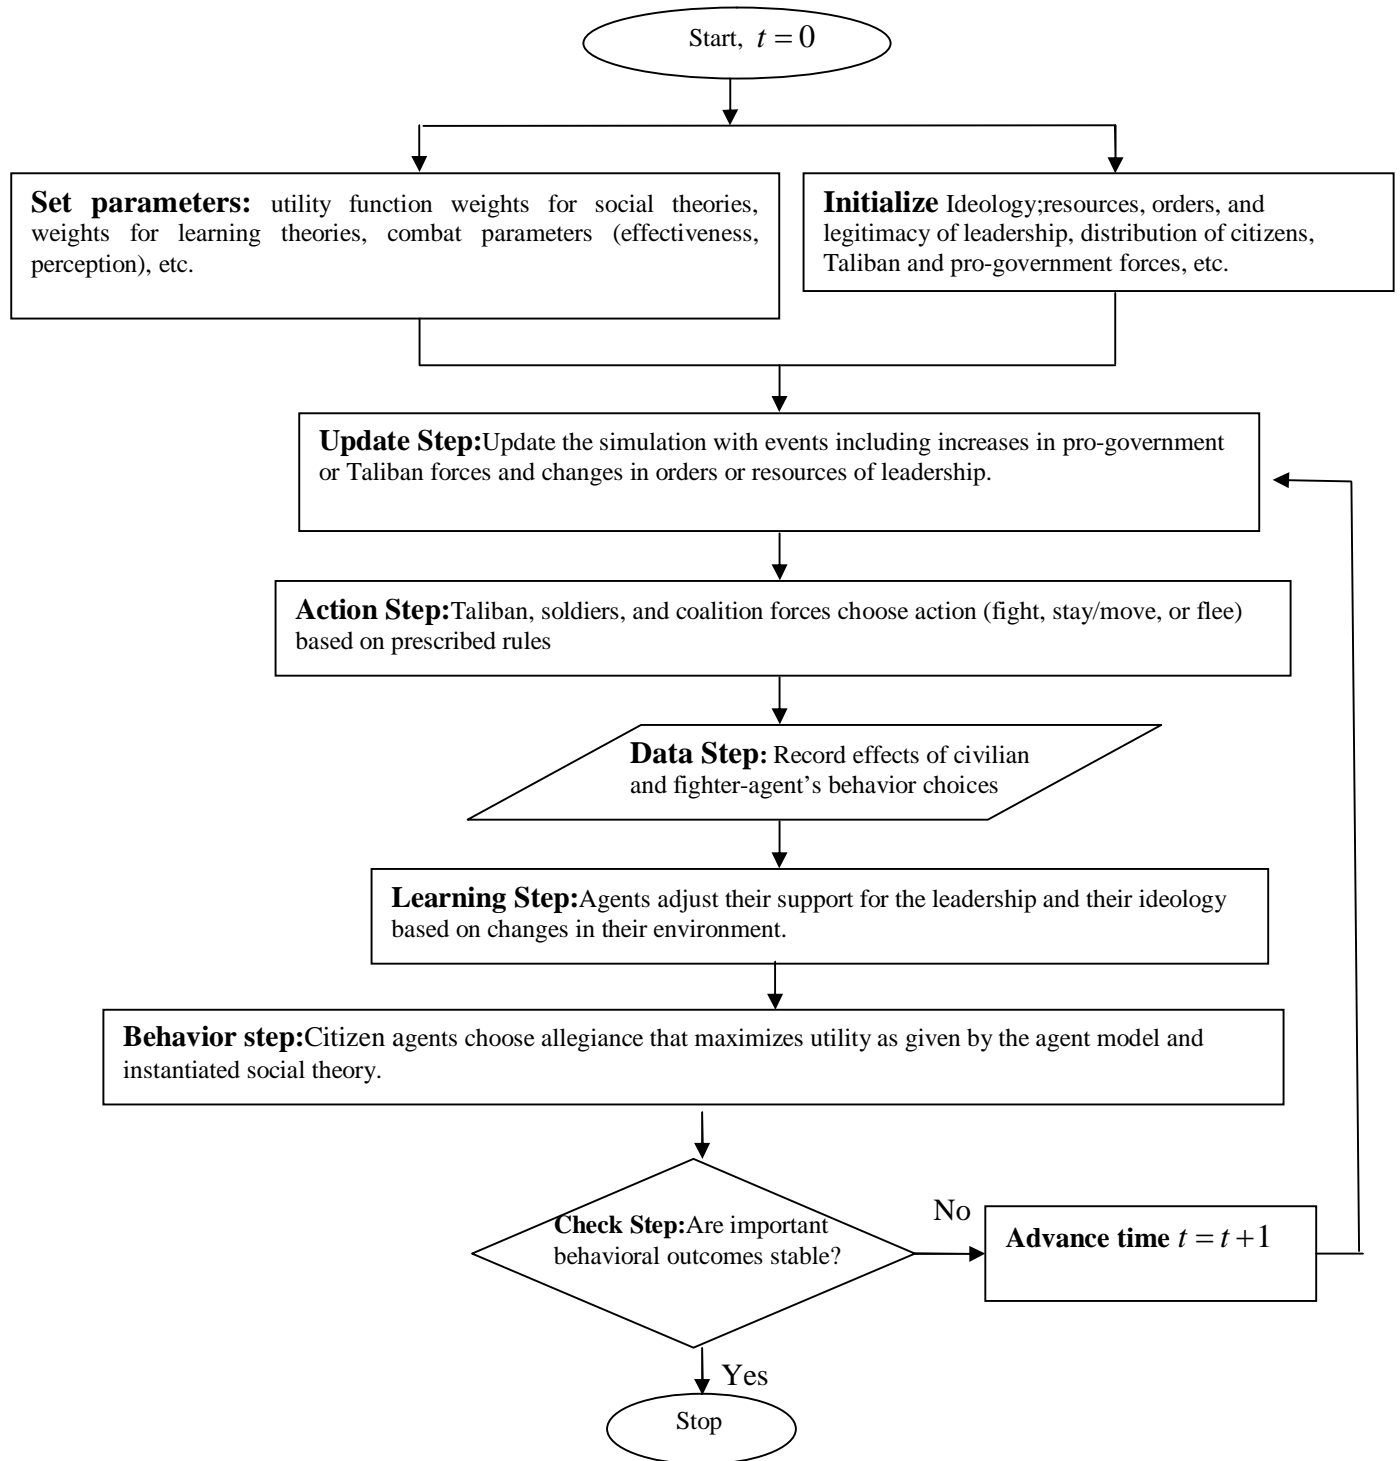 Start, t = 0
Set parameters: utility function weights for social theories,
weights for learning theories, combat parameters (effectiveness,
perception), etc.
Initialize Ideology;resources, orders, and
legitimacy of leadership, distribution of citizens,
Taliban and pro-government forces, etc.
Update Step:Update the simulation with events including increases in pro-government
or Taliban forces and changes in orders or resources of leadership.
Action Step:Taliban, soldiers, and coalition forces choose action (fight, stay/move, or flee)
based on prescribed rules
Data Step: Record effects of civilian
and fighter-agent’s behavior choices
Learning Step:Agents adjust their support for the leadership and their ideology
based on changes in their environment.
Behavior step:Citizen agents choose allegiance that maximizes utility as given by the agent model and
instantiated social theory.
Check Step:Are important
behavioral outcomes stable?
No
Advance time t = t +1
Yes
Stop